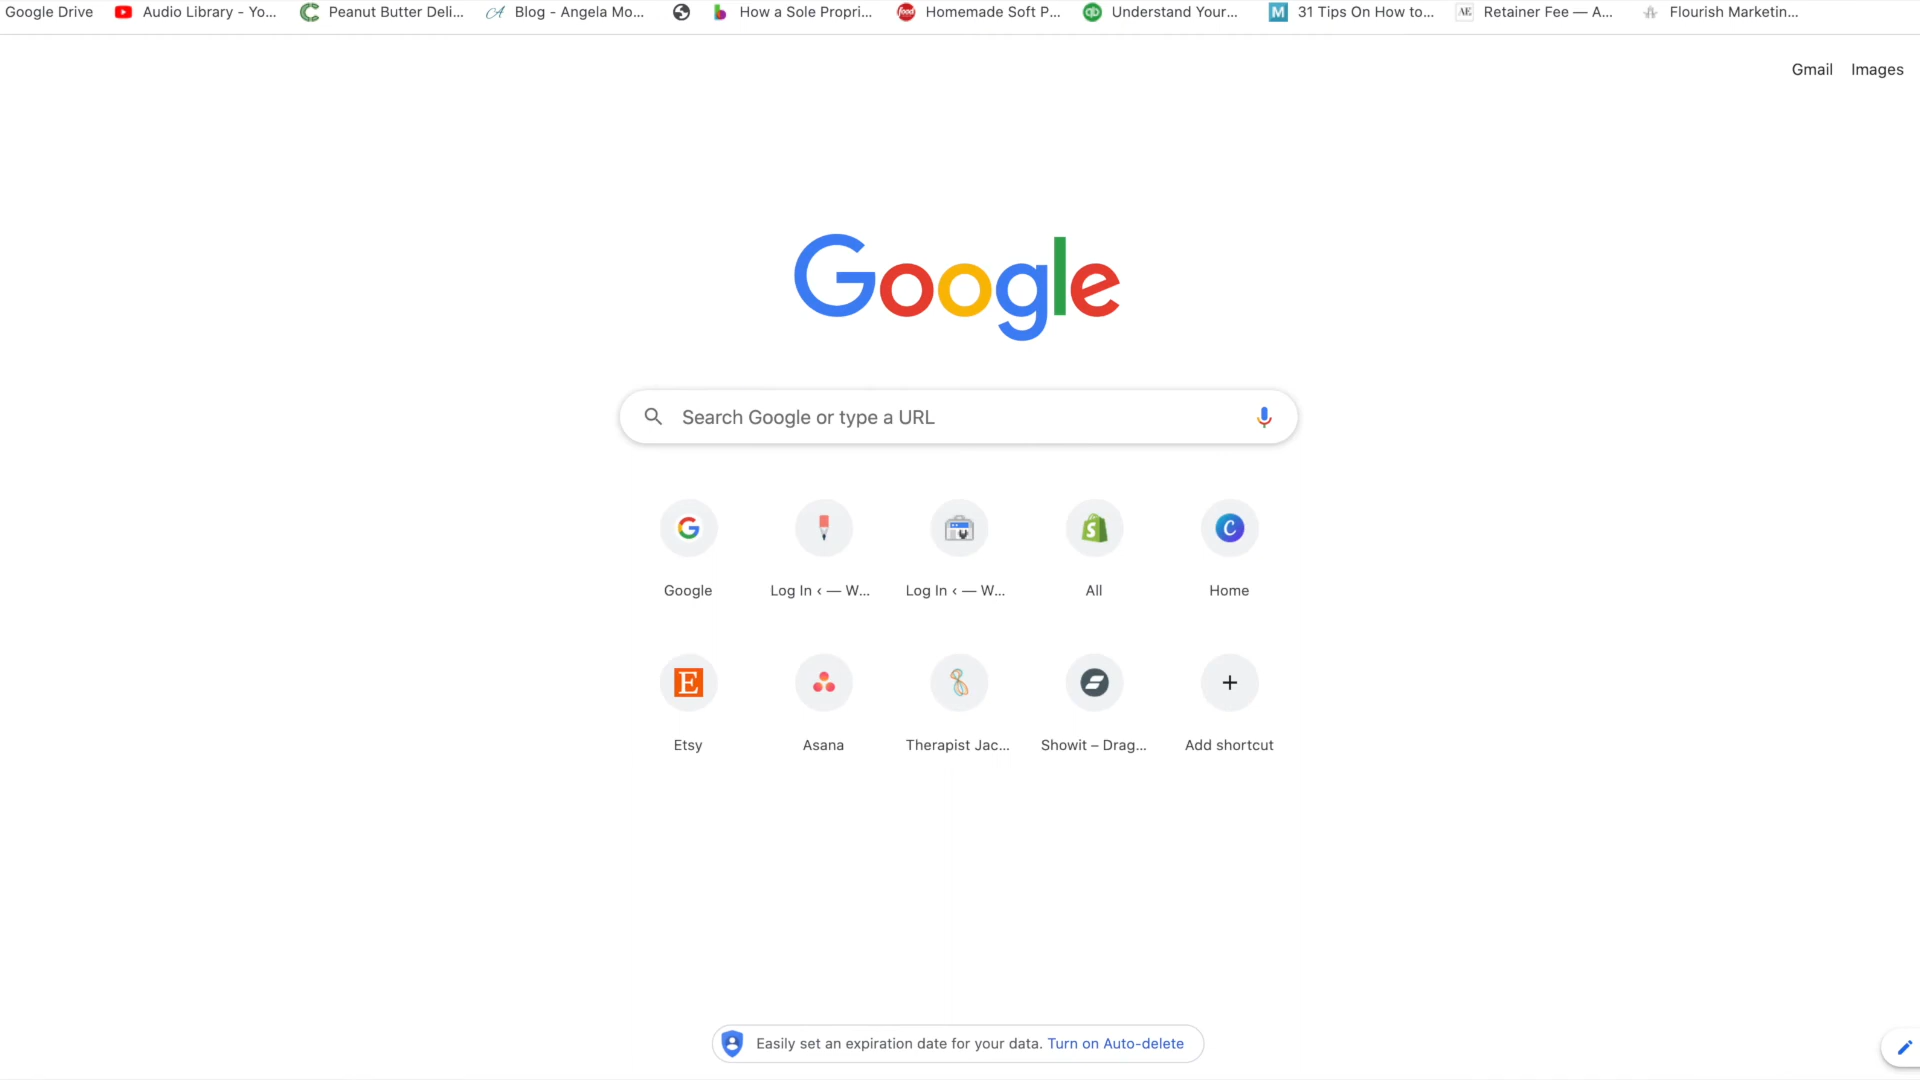 Google Drive Audio Library - Yo... Peanut Butter Deli... Blog - Angela Mo... How a Sole Propri... Homemade Soft P... Understand Your... 31 Tips On How to... Retainer Fee — A... Flourish Marketin...
Gmail Images
Google
Search Google or type a URL
Google Log In ‹ — W... Log In ‹ — W... All Home
Etsy Asana Therapist Jac... Showit – Drag... Add shortcut
Easily set an expiration date for your data. Turn on Auto-delete